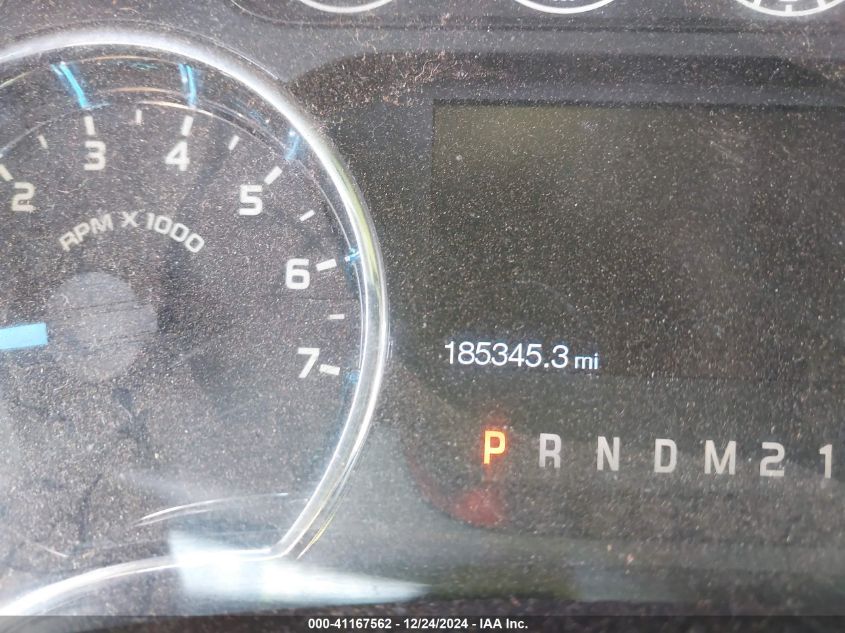 2 3 4 5 6 7
RPM X 1000
185345.3 mi
P R N D M 2 1
000-41167562 - 12/24/2024 - IAA, Inc.